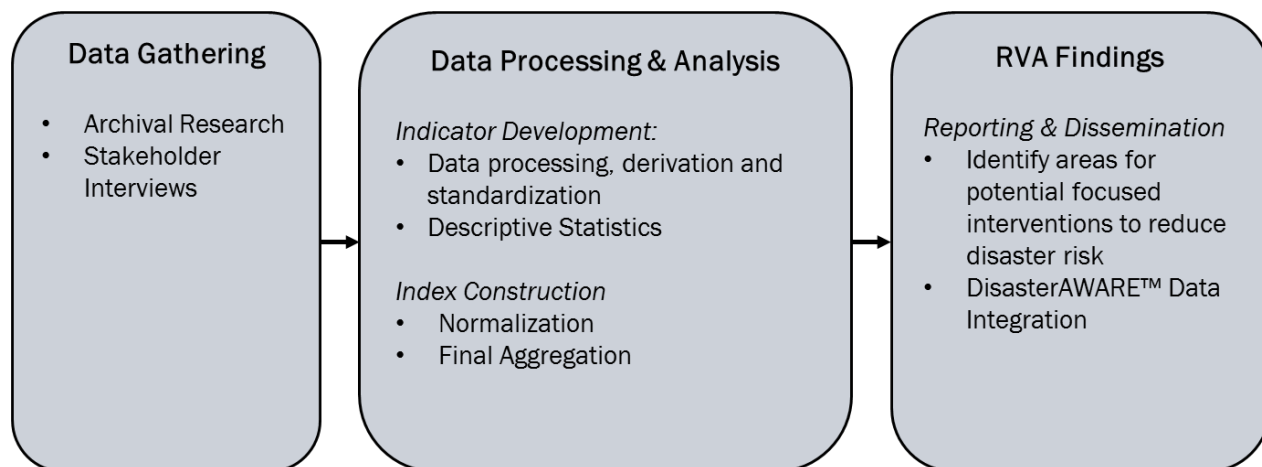 Data Gathering
• Archival Research
• Stakeholder
Interviews
Data Processing & Analysis
Indicator Development:
• Data processing, derivation and
standardization
• Descriptive Statistics
Index Construction
• Normalization
• Final Aggregation
RVA Findings
Reporting & Dissemination
• Identify areas for
potential focused
interventions to reduce
disaster risk
• DisasterAWARE™ Data
Integration